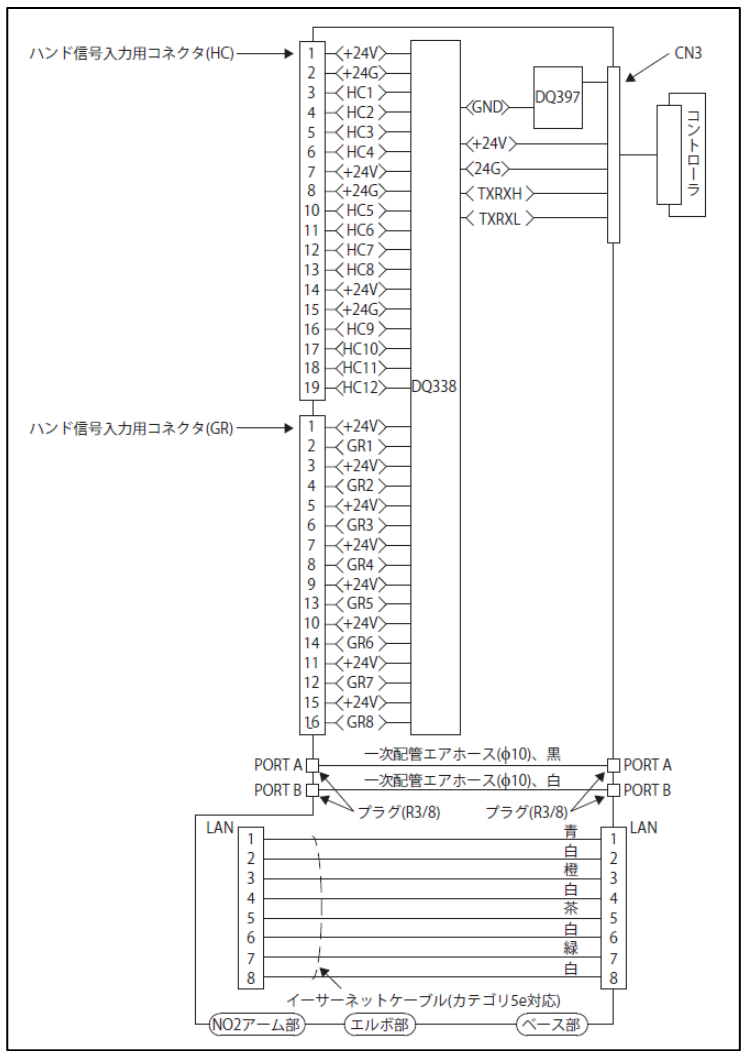 ハンド信号入力用コネクタ(HC)
1 +24V
2 +24G
3 HC1
4 HC2
5 HC3
6 HC4
7 +24V
8 +24G
10 HC5
11 HC6
12 HC7
13 HC8
14 +24V
15 +24G
16 HC9
17 HC10
18 HC11
19 HC12
DQ338
GND
DQ397
+24V
24G
TXRXH
TXRXL
CN3
コントローラ
ハンド信号入力用コネクタ(GR)
1 +24V
2 GR1
3 +24V
4 GR2
5 +24V
6 GR3
7 +24V
8 GR4
9 +24V
13 GR5
10 +24V
14 GR6
11 +24V
12 GR7
15 +24V
16 GR8
PORT A 一次配管エアホース(φ10)、黒 PORT A
PORT B 一次配管エアホース(φ10)、白 PORT B
プラグ(R3/8) プラグ(R3/8)
LAN LAN
1 青 1
2 白 2
3 橙 3
4 白 4
5 茶 5
6 白 6
7 緑 7
8 白 8
イーサーネットケーブル(カテゴリ5e対応)
NO2アーム部 エルボ部 ベース部